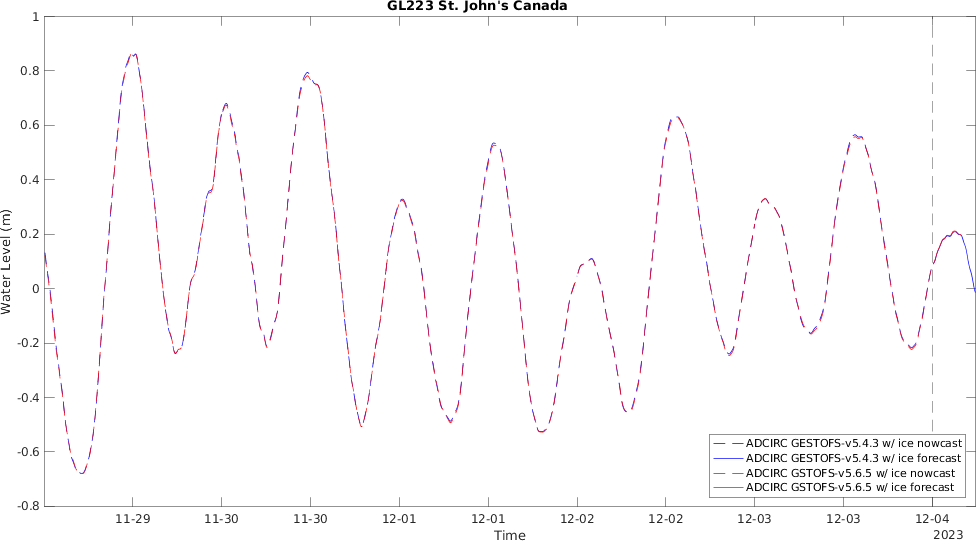 GL223 St. John's Canada
1
0.8
0.6
0.4
0.2
0
-0.2
-0.4
-0.6
-0.8
Water Level (m)
ADCIRC GESTOFS-v5.4.3 w/ ice nowcast
ADCIRC GESTOFS-v5.4.3 w/ ice forecast
ADCIRC GSTOFS-v5.6.5 w/ ice nowcast
ADCIRC GSTOFS-v5.6.5 w/ ice forecast
11-29 11-30 11-30 12-01 12-01 12-02 12-02 12-03 12-03 12-04
Time
2023